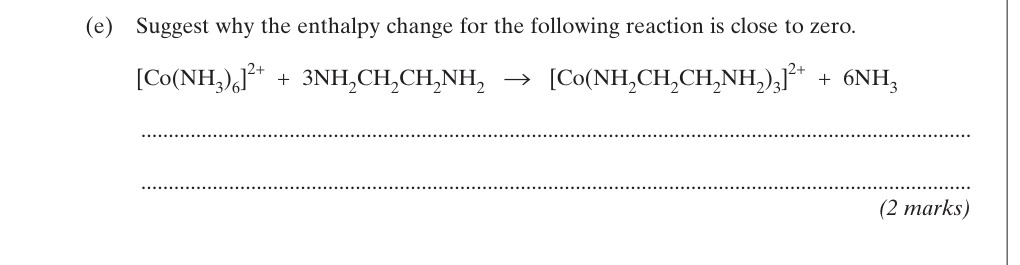 (e) Suggest why the enthalpy change for the following reaction is close to zero.
[Co(NH₃)₆]²⁺ + 3NH₂CH₂CH₂NH₂ → [Co(NH₂CH₂CH₂NH₂)₃]²⁺ + 6NH₃
(2 marks)